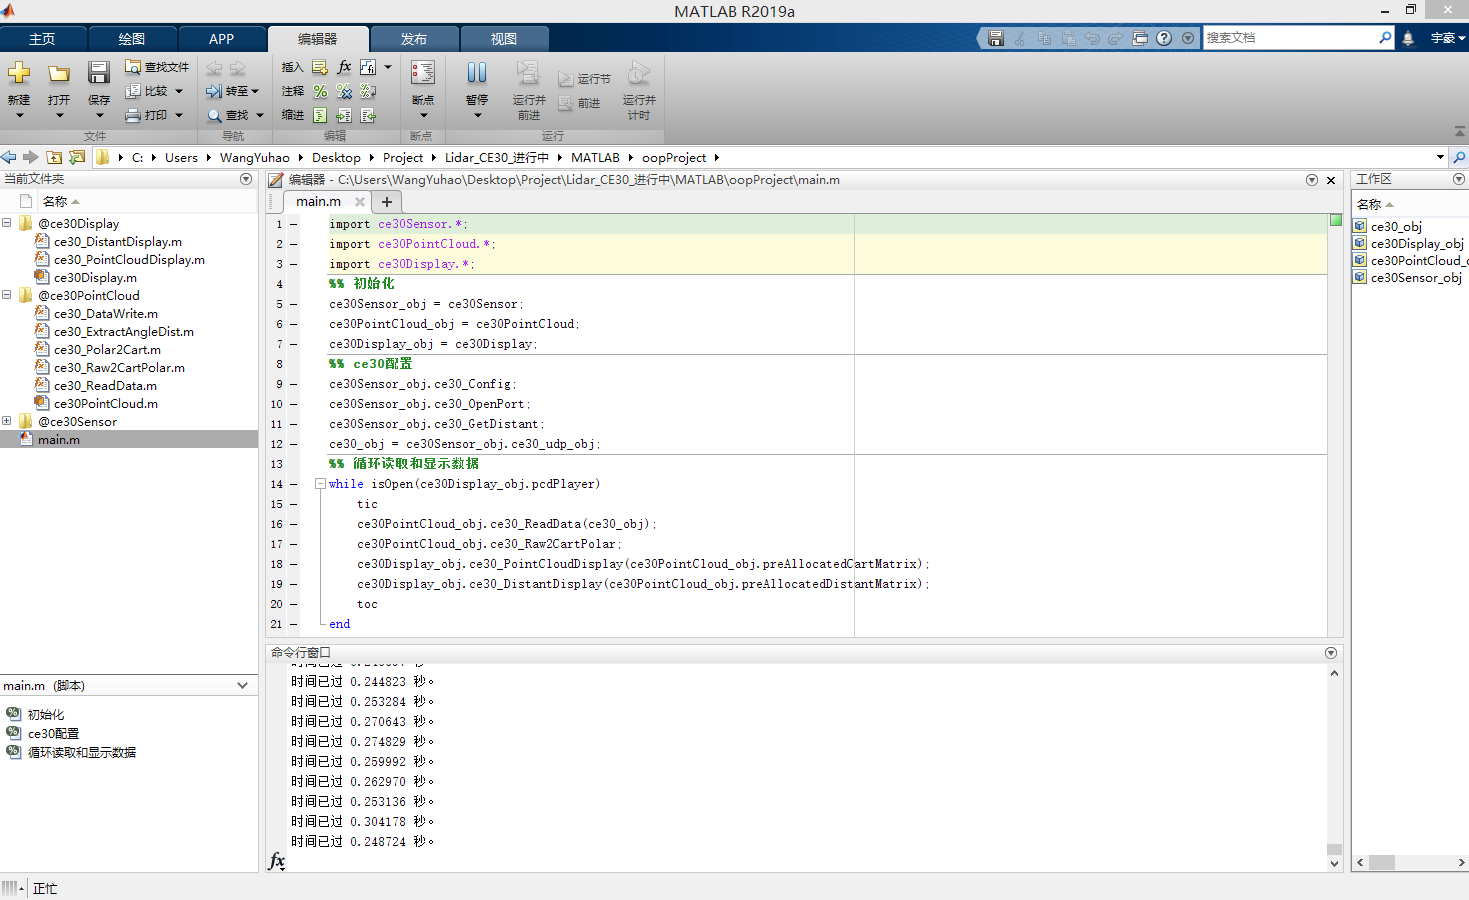 MATLAB R2019a
主页 绘图 APP 编辑器 发布 视图
搜索文档
宇豪
新建 打开 保存 查找文件 比较 打印
转至 查找
插入 fx
注释
缩进
断点 暂停 运行并前进 运行节 前进 运行并计时
文件 导航 编辑 断点 运行
C: Users WangYuhao Desktop Project Lidar_CE30_进行中 MATLAB oopProject
当前文件夹
名称
@ce30Display
ce30_DistantDisplay.m
ce30_PointCloudDisplay.m
ce30Display.m
@ce30PointCloud
ce30_DataWrite.m
ce30_ExtractAngleDist.m
ce30_Polar2Cart.m
ce30_Raw2CartPolar.m
ce30_ReadData.m
ce30PointCloud.m
@ce30Sensor
main.m
main.m (脚本)
初始化
ce30配置
循环读取和显示数据
编辑器 - C:\Users\WangYuhao\Desktop\Project\Lidar_CE30_进行中\MATLAB\oopProject\main.m
main.m
1 import ce30Sensor.*;
2 import ce30PointCloud.*;
3 import ce30Display.*;
4 %% 初始化
5 ce30Sensor_obj = ce30Sensor;
6 ce30PointCloud_obj = ce30PointCloud;
7 ce30Display_obj = ce30Display;
8 %% ce30配置
9 ce30Sensor_obj.ce30_Config;
10 ce30Sensor_obj.ce30_OpenPort;
11 ce30Sensor_obj.ce30_GetDistant;
12 ce30_obj = ce30Sensor_obj.ce30_udp_obj;
13 %% 循环读取和显示数据
14 while isOpen(ce30Display_obj.pcdPlayer)
15 tic
16 ce30PointCloud_obj.ce30_ReadData(ce30_obj);
17 ce30PointCloud_obj.ce30_Raw2CartPolar;
18 ce30Display_obj.ce30_PointCloudDisplay(ce30PointCloud_obj.preAllocatedCartMatrix);
19 ce30Display_obj.ce30_DistantDisplay(ce30PointCloud_obj.preAllocatedDistantMatrix);
20 toc
21 end
命令行窗口
时间已过 0.244823 秒。
时间已过 0.253284 秒。
时间已过 0.270643 秒。
时间已过 0.274829 秒。
时间已过 0.259992 秒。
时间已过 0.262970 秒。
时间已过 0.253136 秒。
时间已过 0.304178 秒。
时间已过 0.248724 秒。
fx
工作区
名称
ce30_obj
ce30Display_obj
ce30PointCloud_
ce30Sensor_obj
正忙